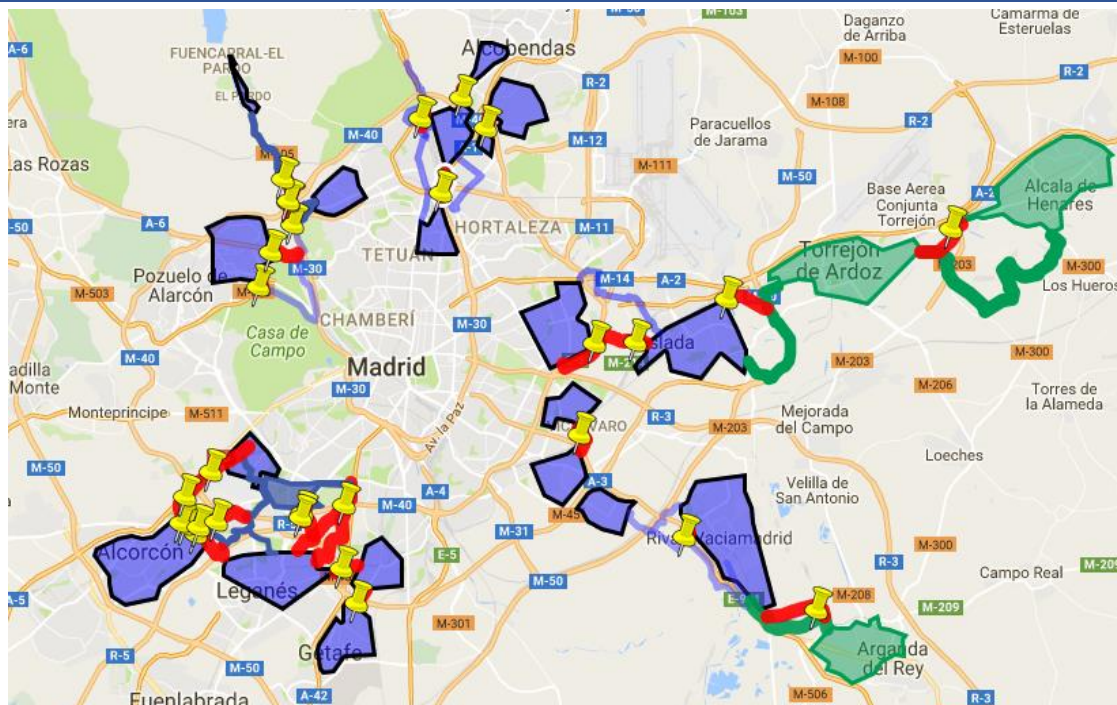 M-103
Camarma de
Esteruelas
Daganzo
de Arriba
A-6
Alcobendas
FUENCARRAL-EL
PARDO
EL PARDO
R-2
M-100
R-2
M-108
M-40
M-12
Paracuellos
de Jarama
R-2
Las Rozas
M-111
M-50
Base Aerea
Conjunta
Torrejón
A-2
Alcala de
Henares
A-6
HORTALEZA
M-11
TETUAN
Torrejón
de Ardoz
M-203
M-300
Los Hueros
Pozuelo de
Alarcón
M-30
M-14
A-2
M-503
CHAMBERÍ
M-30
Casa de
Campo
Madrid
M-40
M-203
M-300
M-206
M-30
Monteprincipe
M-511
Av. la Paz
R-3
M-203
Mejorada
del Campo
Torres de
la Alameda
M-50
Loeches
A-3
Velilla de
San Antonio
M-40
A-4
M-31
Alcorcón
E-5
M-300
R-3
Leganés
M-50
Campo Real
A-5
M-208
M-209
M-301
R-5
Getafe
Arganda
del Rey
M-50
Fuenlabrada
A-42
M-506
R-3